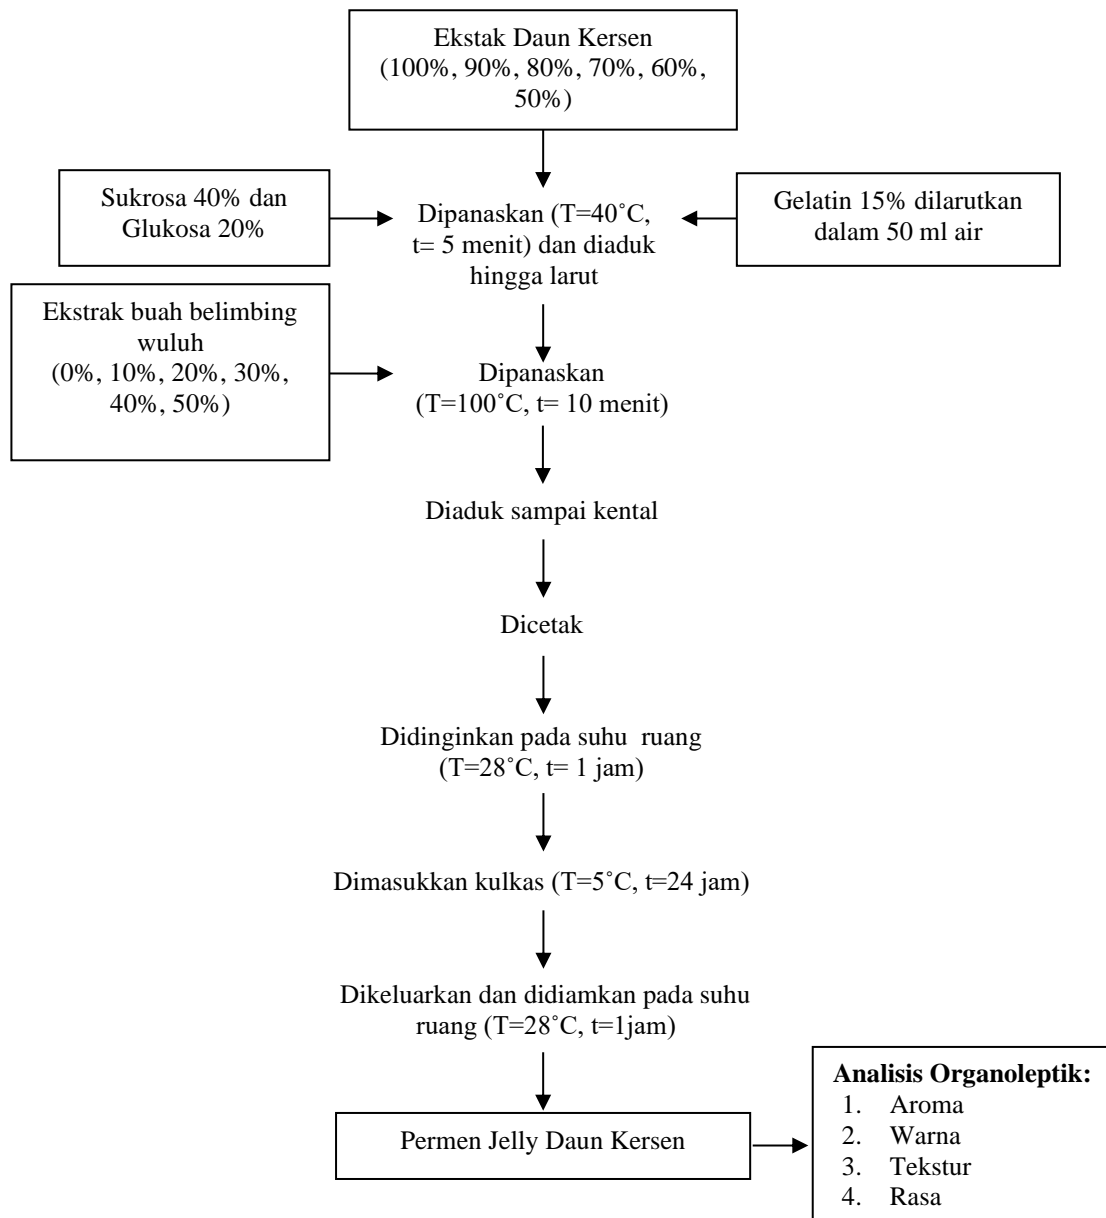 Ekstak Daun Kersen
(100%, 90%, 80%, 70%, 60%,
50%)
Sukrosa 40% dan
Glukosa 20%
Dipanaskan (T=40˚C,
t= 5 menit) dan diaduk
hingga larut
Gelatin 15% dilarutkan
dalam 50 ml air
Ekstrak buah belimbing
wuluh
(0%, 10%, 20%, 30%,
40%, 50%)
Dipanaskan
(T=100˚C, t= 10 menit)
Diaduk sampai kental
Dicetak
Didinginkan pada suhu  ruang
(T=28˚C, t= 1 jam)
Dimasukkan kulkas (T=5˚C, t=24 jam)
Dikeluarkan dan didiamkan pada suhu
ruang (T=28˚C, t=1jam)
Permen Jelly Daun Kersen
Analisis Organoleptik:
1. Aroma
2. Warna
3. Tekstur
4. Rasa